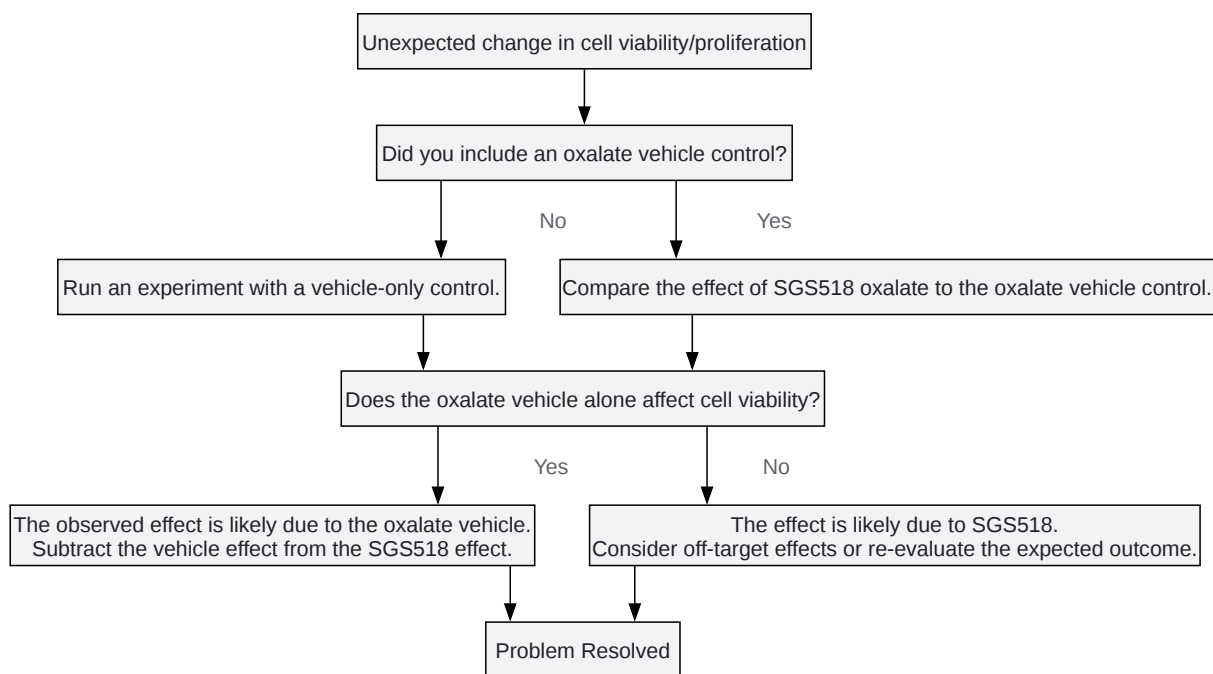 Unexpected change in cell viability/proliferation
Did you include an oxalate vehicle control?
No
Yes
Run an experiment with a vehicle-only control.
Compare the effect of SGS518 oxalate to the oxalate vehicle control.
Does the oxalate vehicle alone affect cell viability?
Yes
No
The observed effect is likely due to the oxalate vehicle.
Subtract the vehicle effect from the SGS518 effect.
The effect is likely due to SGS518.
Consider off-target effects or re-evaluate the expected outcome.
Problem Resolved